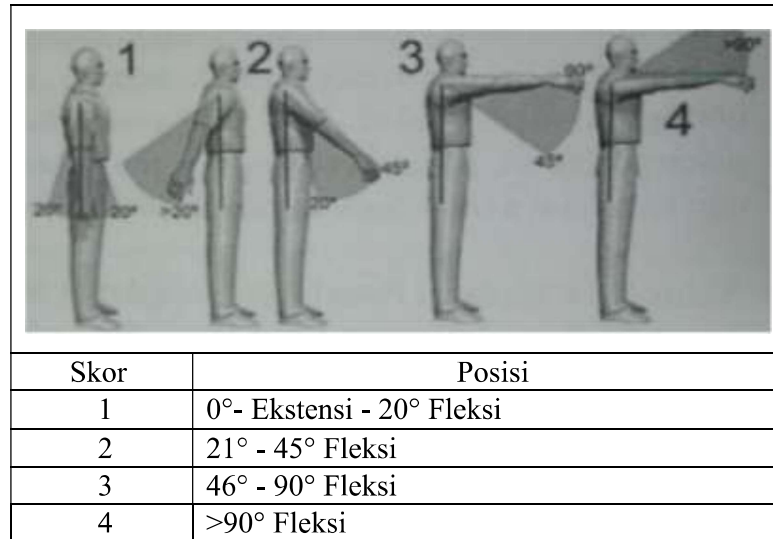 1 2 3 4
20° 20° >20° 20° 45° 90° 45° >90°
Skor Posisi
1 0°- Ekstensi - 20° Fleksi
2 21° - 45° Fleksi
3 46° - 90° Fleksi
4 >90° Fleksi